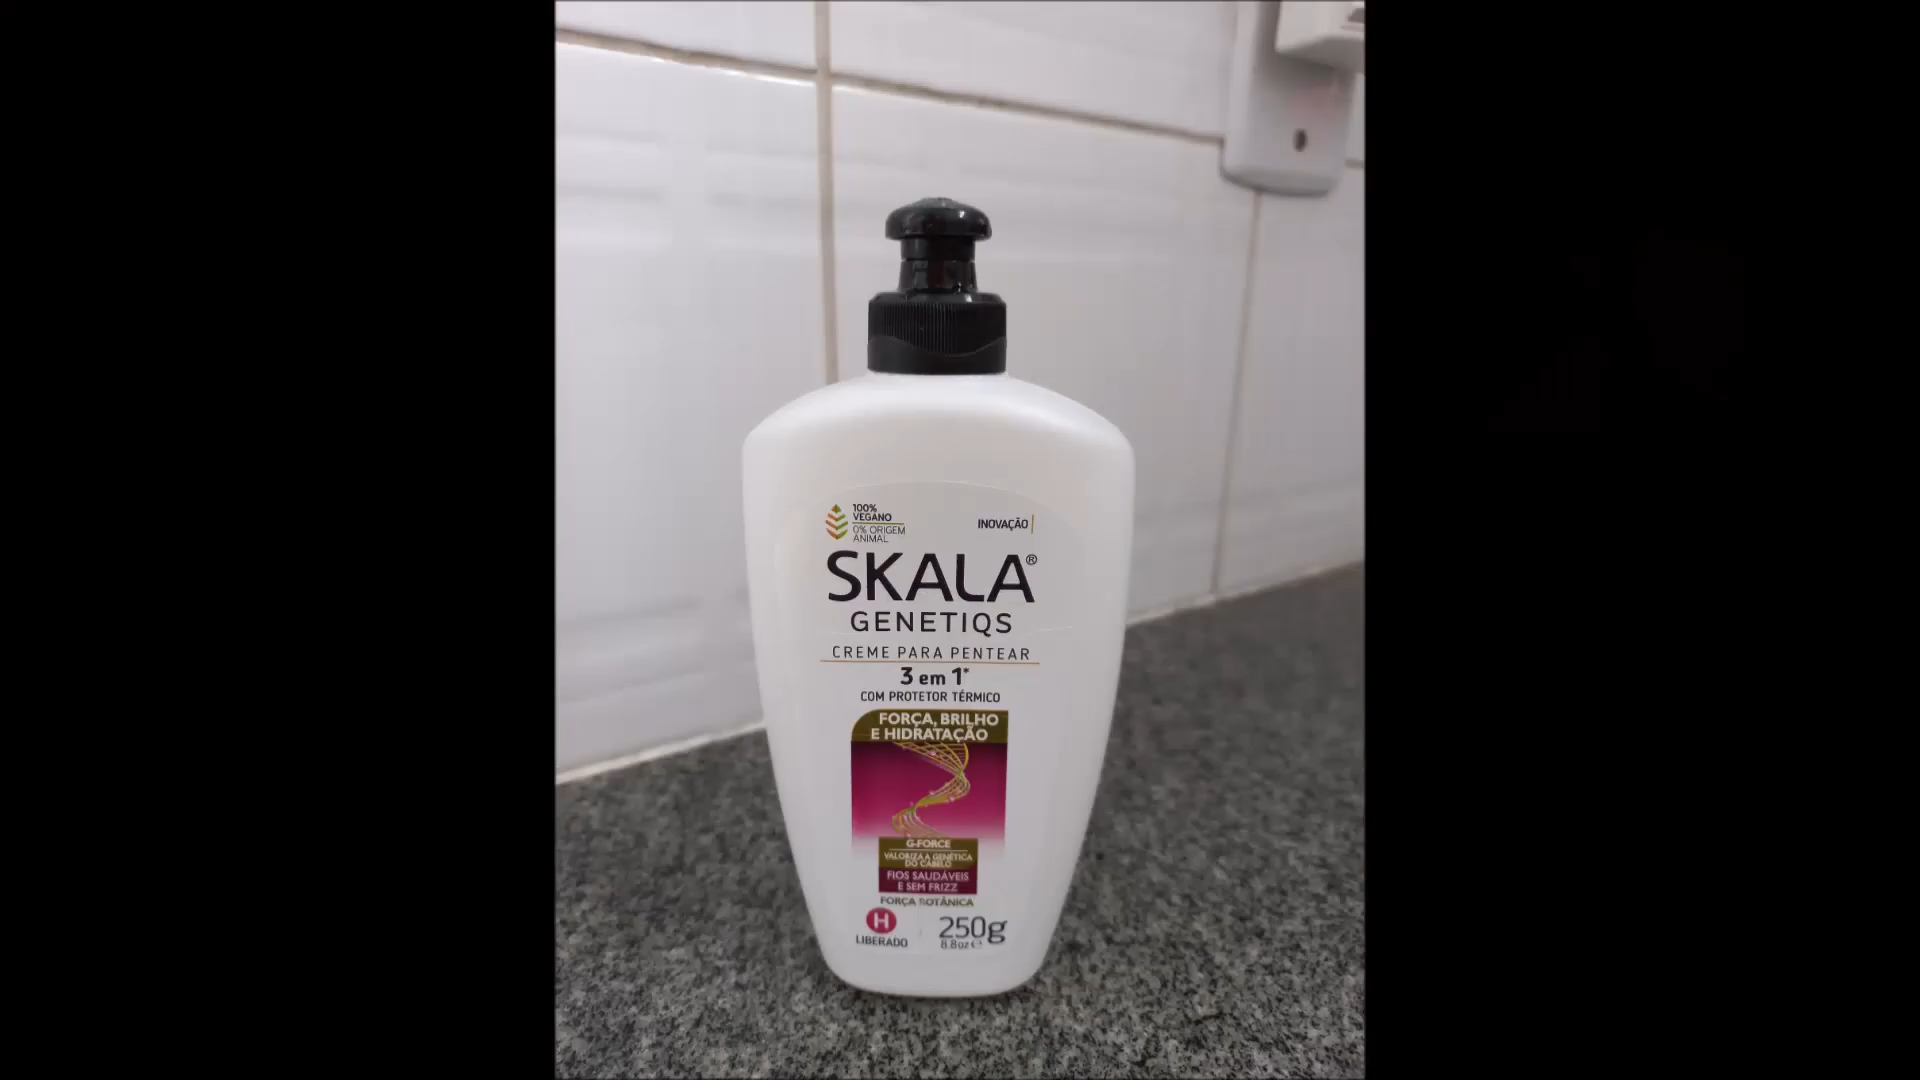 100%
VEGANO
0% ORIGEM
ANIMAL
INOVAÇÃO
SKALA®
GENETIQS
CREME PARA PENTEAR
3 em 1*
COM PROTETOR TÉRMICO
FORÇA, BRILHO
E HIDRATAÇÃO
G-FORCE
VALORIZA A GENÉTICA
DO CABELO
FIOS SAUDÁVEIS
E SEM FRIZZ
FORÇA BOTÂNICA
H
LIBERADO
250g
8.8oz ℮